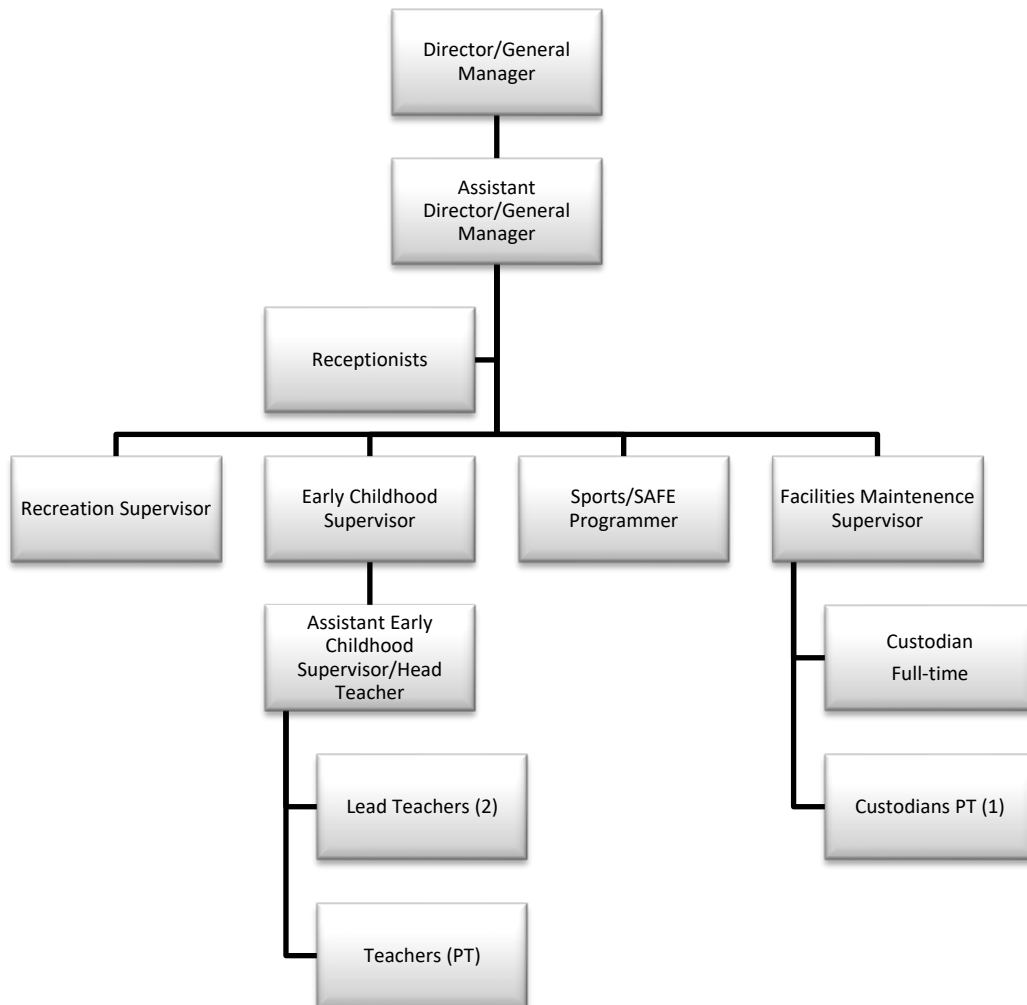 Director/General
Manager
Assistant
Director/General
Manager
Receptionists
Recreation Supervisor
Early Childhood
Supervisor
Sports/SAFE
Programmer
Facilities Maintenence
Supervisor
Assistant Early
Childhood
Supervisor/Head
Teacher
Custodian
Full-time
Lead Teachers (2)
Custodians PT (1)
Teachers (PT)